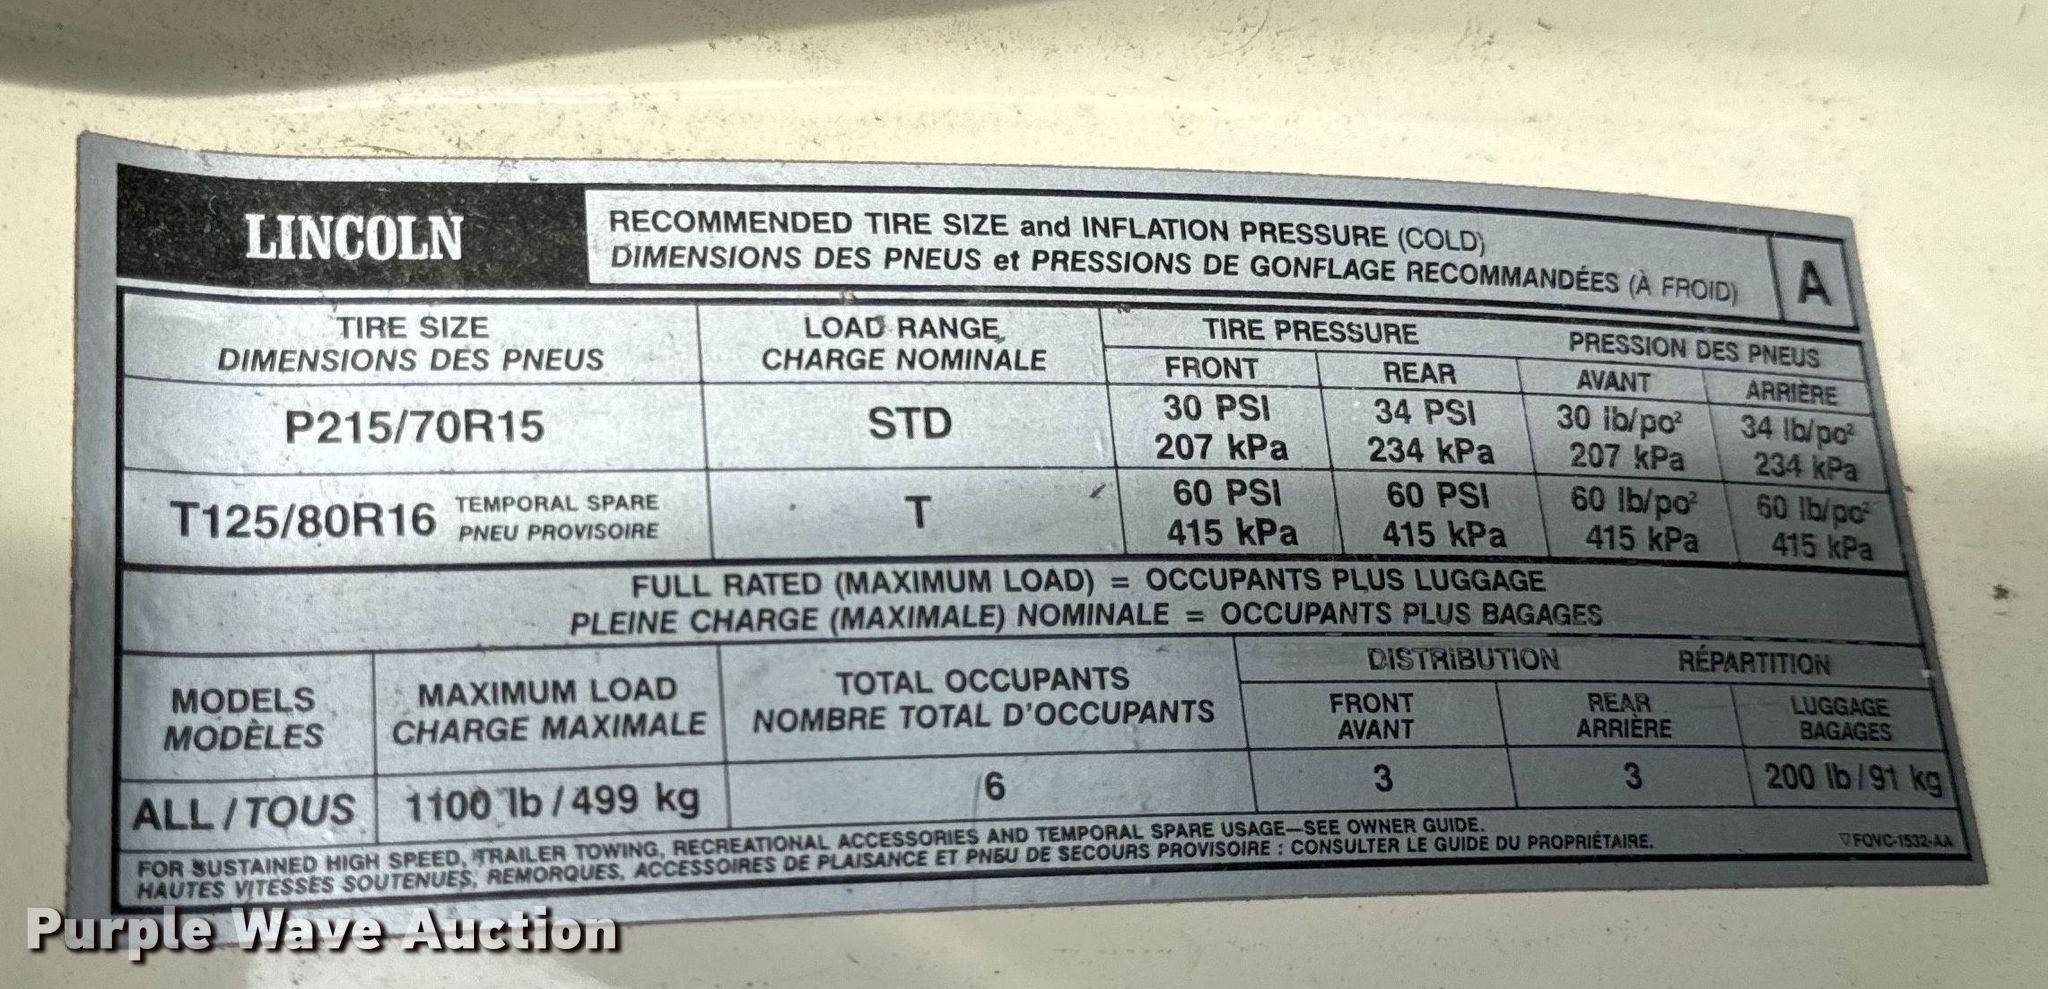 LINCOLN
RECOMMENDED TIRE SIZE and INFLATION PRESSURE (COLD)
DIMENSIONS DES PNEUS et PRESSIONS DE GONFLAGE RECOMMANDÉES (À FROID)
A
TIRE SIZE
DIMENSIONS DES PNEUS
LOAD RANGE
CHARGE NOMINALE
TIRE PRESSURE
PRESSION DES PNEUS
FRONT
REAR
AVANT
ARRIÈRE
P215/70R15
STD
30 PSI
207 kPa
34 PSI
234 kPa
30 lb/po²
207 kPa
34 lb/po²
234 kPa
T125/80R16
TEMPORAL SPARE
PNEU PROVISOIRE
T
60 PSI
415 kPa
60 PSI
415 kPa
60 lb/po²
415 kPa
60 lb/po²
415 kPa
FULL RATED (MAXIMUM LOAD) = OCCUPANTS PLUS LUGGAGE
PLEINE CHARGE (MAXIMALE) NOMINALE = OCCUPANTS PLUS BAGAGES
MODELS
MODÈLES
MAXIMUM LOAD
CHARGE MAXIMALE
TOTAL OCCUPANTS
NOMBRE TOTAL D'OCCUPANTS
DISTRIBUTION
RÉPARTITION
FRONT
AVANT
REAR
ARRIÈRE
LUGGAGE
BAGAGES
ALL/TOUS
1100 lb/499 kg
6
3
3
200 lb/91 kg
FOR SUSTAINED HIGH SPEED, TRAILER TOWING, RECREATIONAL ACCESSORIES AND TEMPORAL SPARE USAGE—SEE OWNER GUIDE.
HAUTES VITESSES SOUTENUES, REMORQUES, ACCESSOIRES DE PLAISANCE ET PNEU DE SECOURS PROVISOIRE : CONSULTER LE GUIDE DU PROPRIÉTAIRE.
▽FOVC-1532-AA
Purple Wave Auction